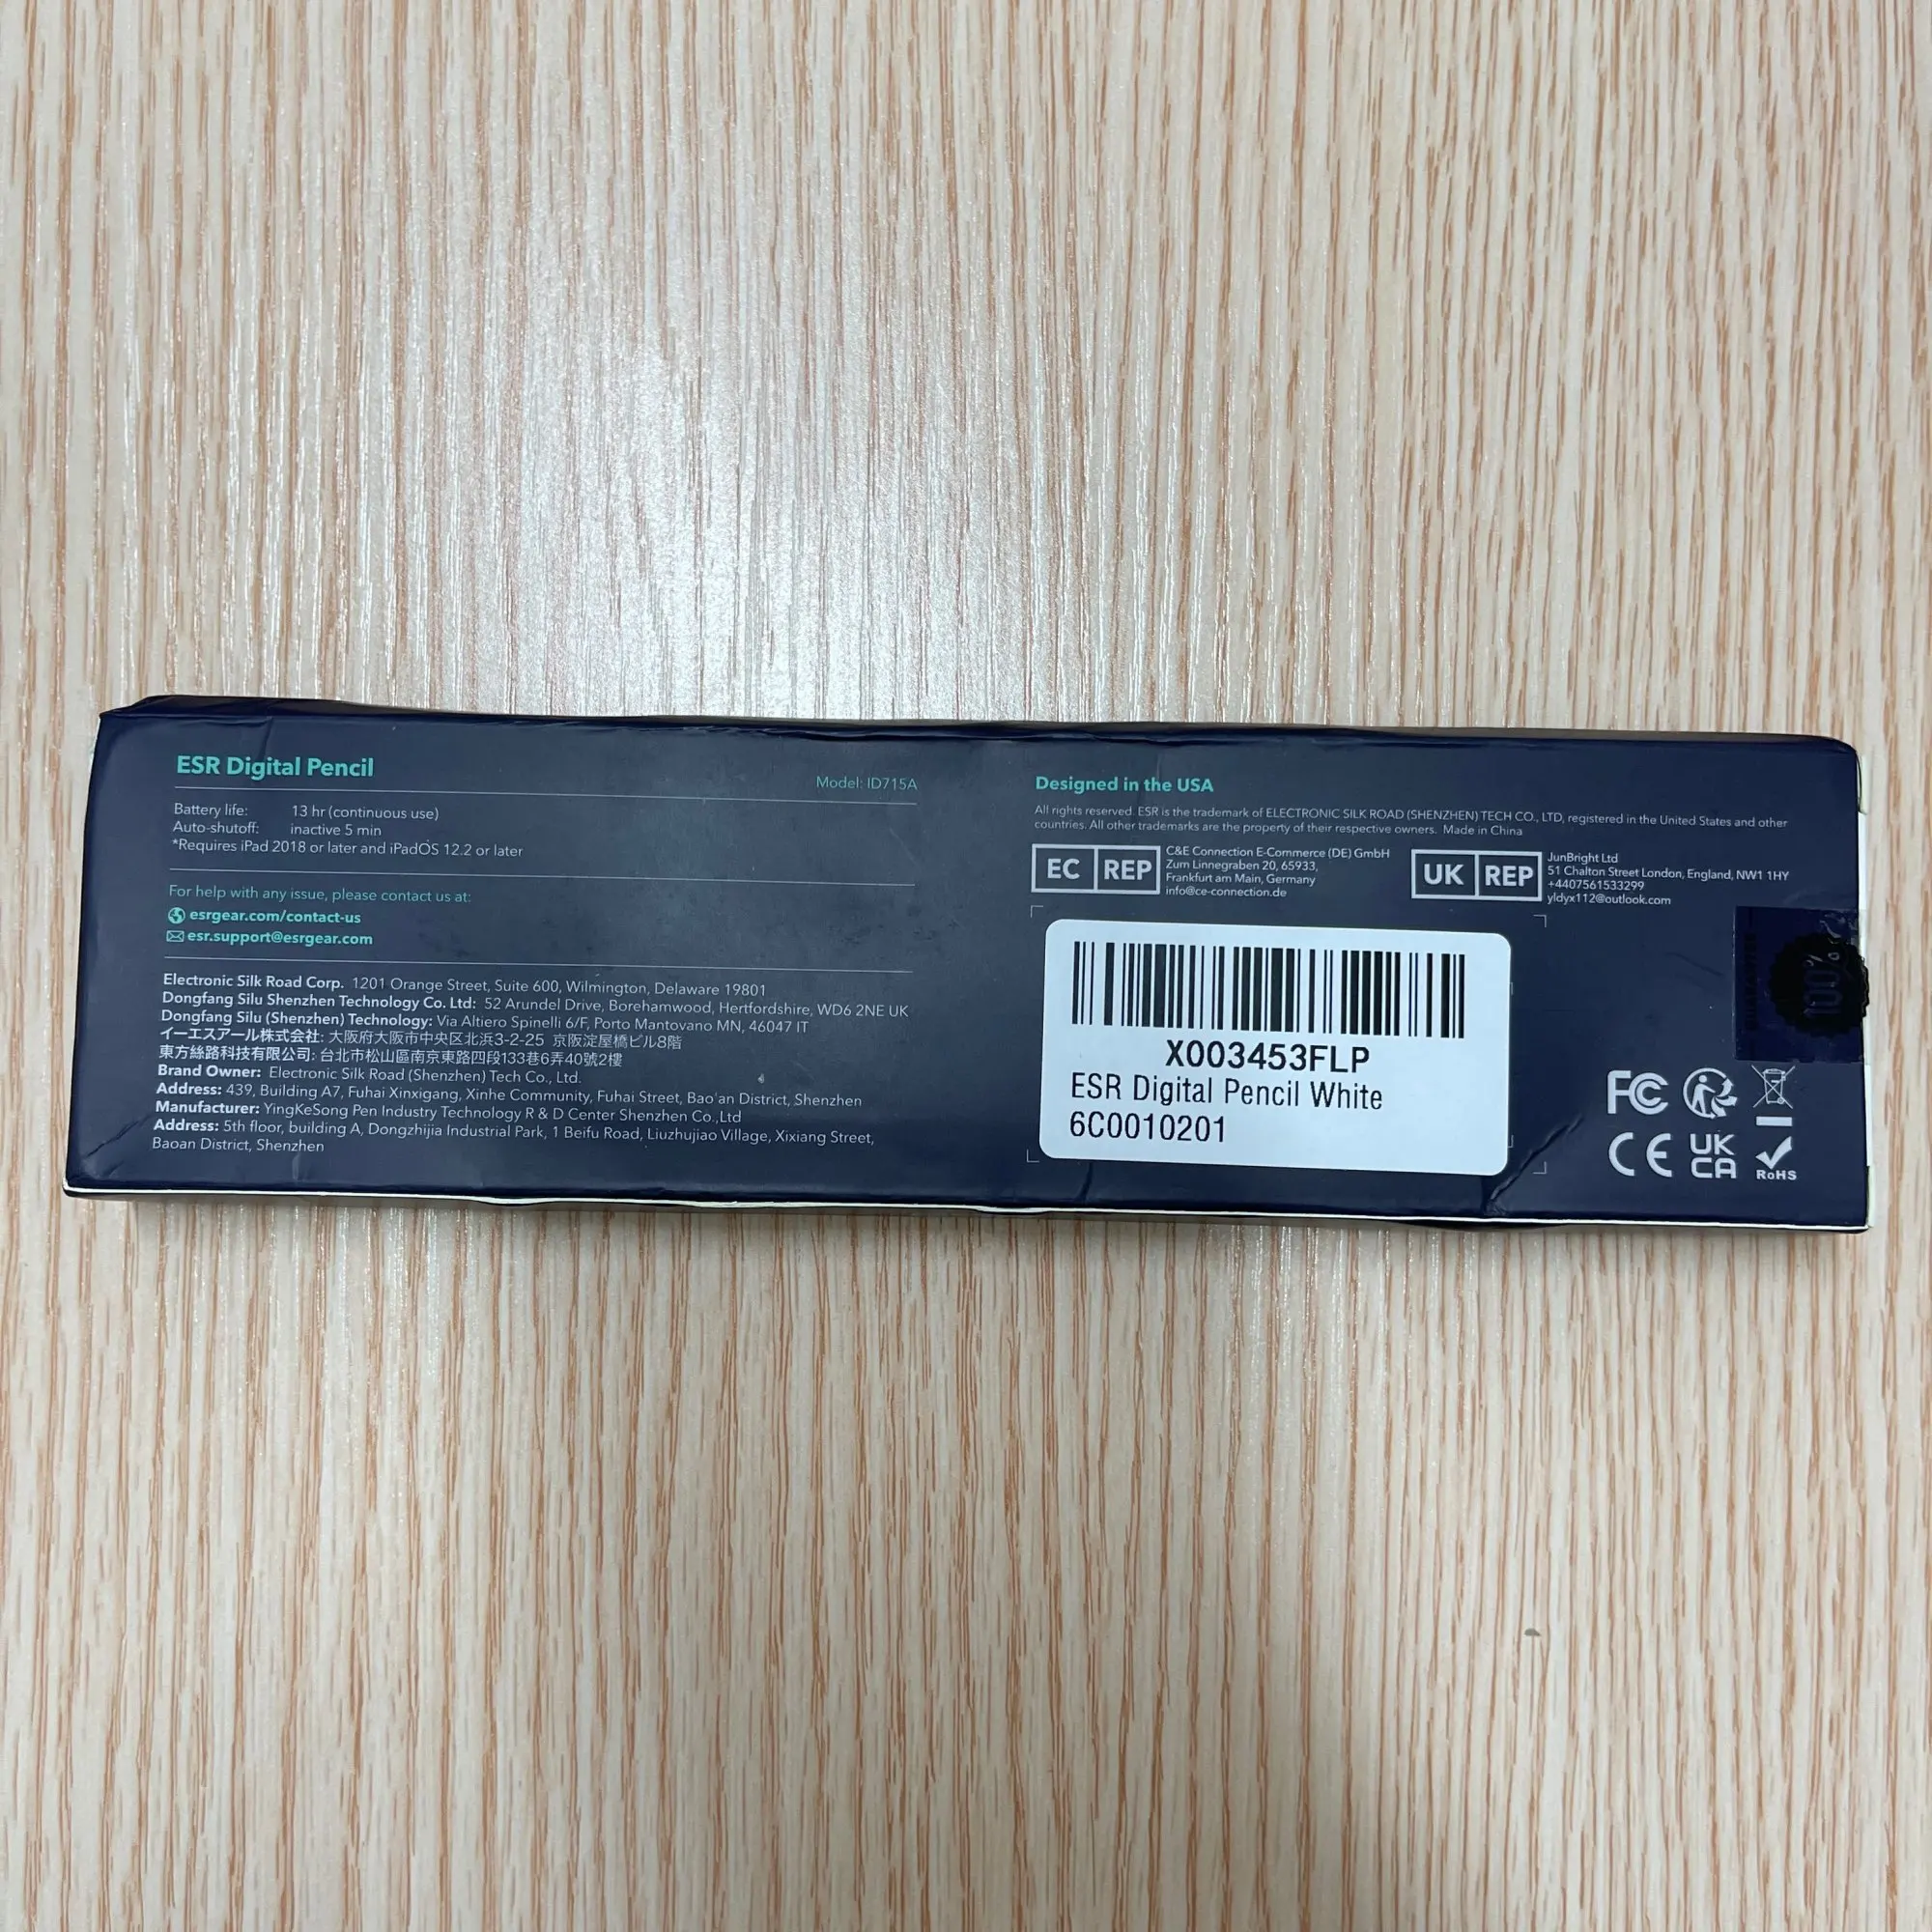 ESR Digital Pencil
Model: ID715A
Battery life: 13 hr (continuous use)
Auto-shutoff: inactive 5 min
*Requires iPad 2018 or later and iPadOS 12.2 or later
For help with any issue, please contact us at:
esrgear.com/contact-us
esr.support@esrgear.com
Electronic Silk Road Corp. 1201 Orange Street, Suite 600, Wilmington, Delaware 19801
Dongfang Silu Shenzhen Technology Co. Ltd: 52 Arundel Drive, Borehamwood, Hertfordshire, WD6 2NE UK
Dongfang Silu (Shenzhen) Technology: Via Altiero Spinelli 6/F, Porto Mantovano MN, 46047 IT
イーエスアール株式会社: 大阪府大阪市中央区北浜3-2-25 京阪淀屋橋ビル8階
東方絲路科技有限公司: 台北市松山區南京東路四段133巷6弄40號2樓
Brand Owner: Electronic Silk Road (Shenzhen) Tech Co., Ltd.
Address: 439, Building A7, Fuhai Xinxigang, Xinhe Community, Fuhai Street, Bao'an District, Shenzhen
Manufacturer: YingKeSong Pen Industry Technology R & D Center Shenzhen Co.,Ltd
Address: 5th floor, building A, Dongzhijia Industrial Park, 1 Beifu Road, Liuzhujiao Village, Xixiang Street,
Baoan District, Shenzhen
Designed in the USA
All rights reserved. ESR is the trademark of ELECTRONIC SILK ROAD (SHENZHEN) TECH CO., LTD, registered in the United States and other
countries. All other trademarks are the property of their respective owners. Made in China
EC REP
C&E Connection E-Commerce (DE) GmbH
Zum Linnegraben 20, 65933,
Frankfurt am Main, Germany
info@ce-connection.de
UK REP
JunBright Ltd
51 Chalton Street London, England, NW1 1HY
+4407561533299
yldyx112@outlook.com
X003453FLP
ESR Digital Pencil White
6C0010201
100%
FC
CE
UK
CA
RoHS